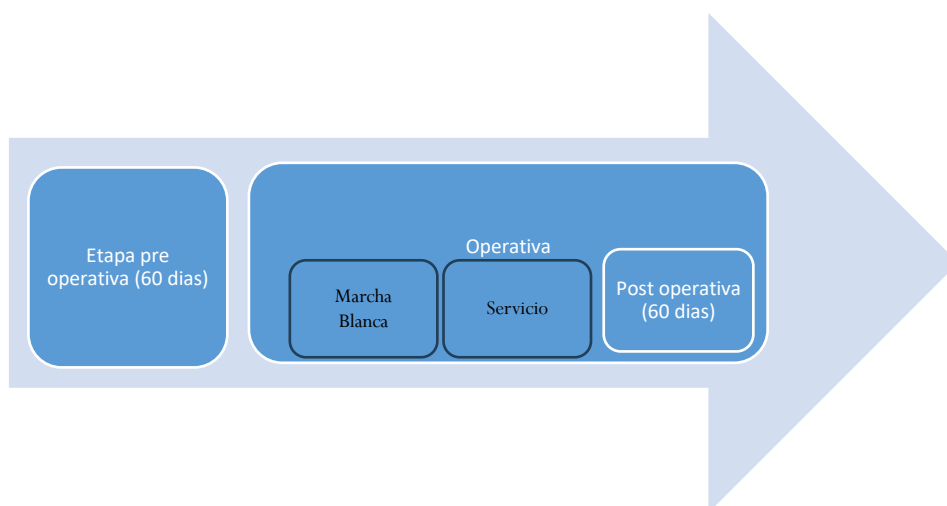 Etapa pre
operativa (60 dias)
Operativa
Marcha
Blanca
Servicio
Post operativa
(60 dias)